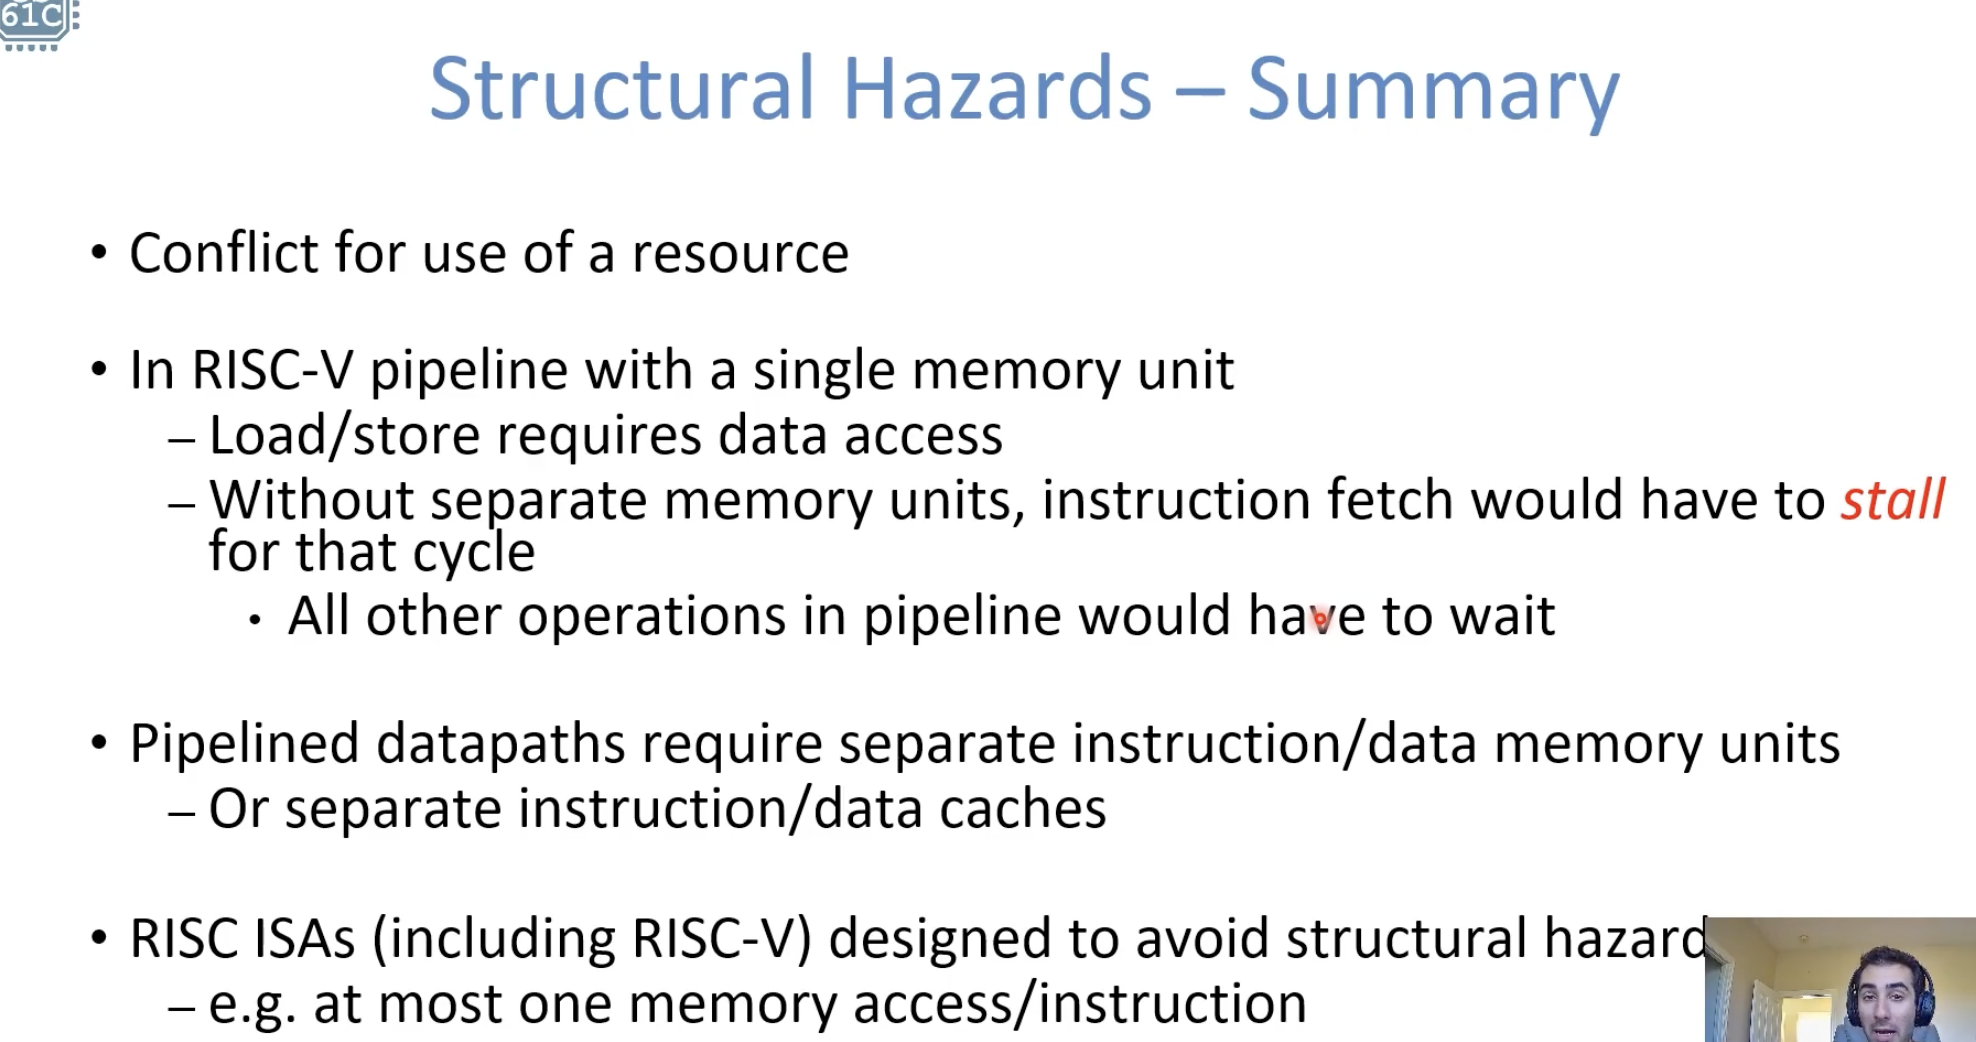 61C
Structural Hazards – Summary
• Conflict for use of a resource
• In RISC-V pipeline with a single memory unit
– Load/store requires data access
– Without separate memory units, instruction fetch would have to stall
for that cycle
• All other operations in pipeline would have to wait
• Pipelined datapaths require separate instruction/data memory units
– Or separate instruction/data caches
• RISC ISAs (including RISC-V) designed to avoid structural hazard
– e.g. at most one memory access/instruction